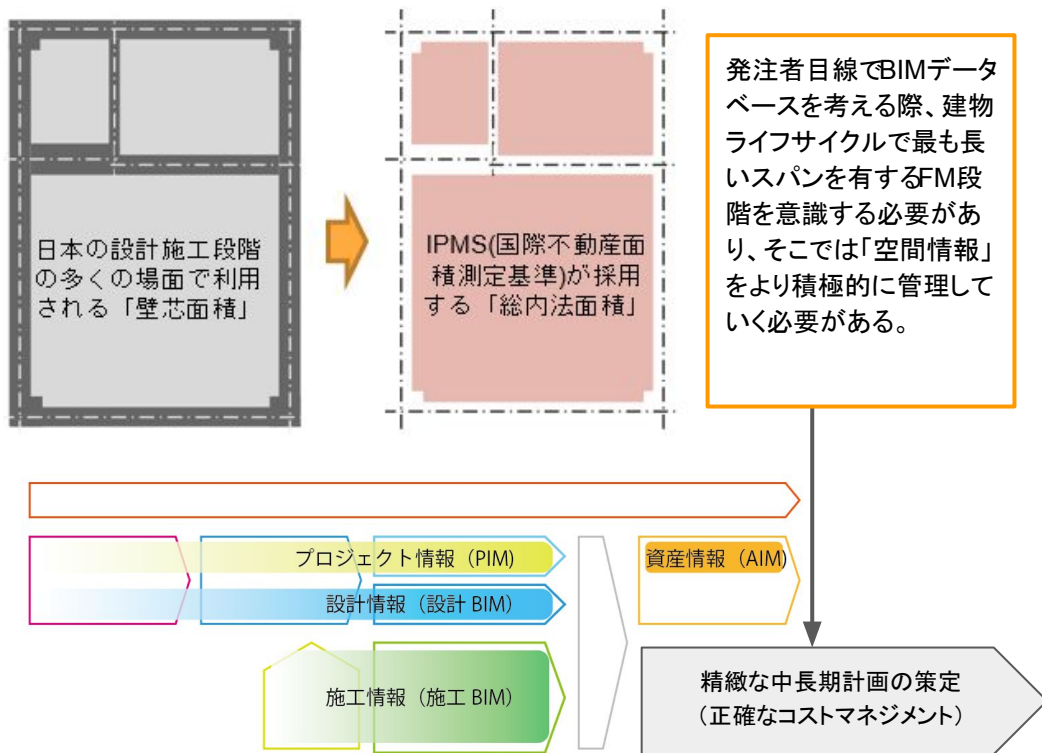 日本の設計施工段階
の多くの場面で利用
される「壁芯面積」
IPMS(国際不動産面
積測定基準)が採用
する「総内法面積」
発注者目線でBIMデータ
ベースを考える際、建物
ライフサイクルで最も長
いスパンを有するFM段
階を意識する必要があ
り、そこでは「空間情報」
をより積極的に管理して
いく必要がある。
プロジェクト情報（PIM）
設計情報（設計 BIM）
施工情報（施工 BIM）
資産情報（AIM）
精緻な中長期計画の策定
（正確なコストマネジメント）